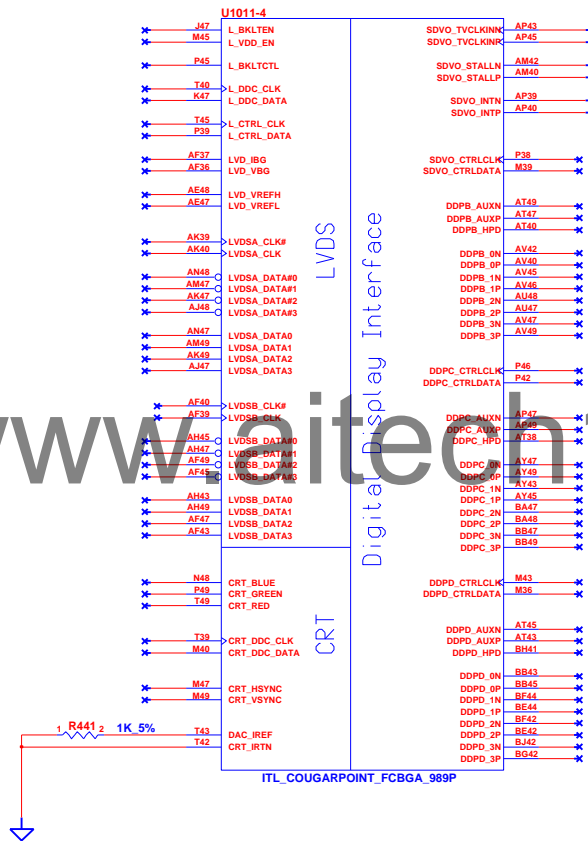 U1011-4
J47 L_BKLTEN
M45 L_VDD_EN
P45 L_BKLTCTL
T40 L_DDC_CLK
K47 L_DDC_DATA
T45 L_CTRL_CLK
P39 L_CTRL_DATA
AF37 LVD_IBG
AF36 LVD_VBG
AE48 LVD_VREFH
AE47 LVD_VREFL
AK39 LVDSA_CLK#
AK40 LVDSA_CLK
AN48 LVDSA_DATA#0
AM47 LVDSA_DATA#1
AK47 LVDSA_DATA#2
AJ48 LVDSA_DATA#3
AN47 LVDSA_DATA0
AM49 LVDSA_DATA1
AK49 LVDSA_DATA2
AJ47 LVDSA_DATA3
AF40 LVDSB_CLK#
AF39 LVDSB_CLK
AH45 LVDSB_DATA#0
AH47 LVDSB_DATA#1
AF49 LVDSB_DATA#2
AF45 LVDSB_DATA#3
AH43 LVDSB_DATA0
AH49 LVDSB_DATA1
AF47 LVDSB_DATA2
AF43 LVDSB_DATA3
N48 CRT_BLUE
P49 CRT_GREEN
T49 CRT_RED
T39 CRT_DDC_CLK
M40 CRT_DDC_DATA
M47 CRT_HSYNC
M49 CRT_VSYNC
1 R441 2 1K_5% T43 DAC_IREF
T42 CRT_IRTN
LVDS
CRT
Digital Display Interface
SDVO_TVCLKINN AP43
SDVO_TVCLKINP AP45
SDVO_STALLN AM42
SDVO_STALLP AM40
SDVO_INTN AP39
SDVO_INTP AP40
SDVO_CTRLCLK P38
SDVO_CTRLDATA M39
DDPB_AUXN AT49
DDPB_AUXP AT47
DDPB_HPD AT40
DDPB_0N AV42
DDPB_0P AV40
DDPB_1N AV45
DDPB_1P AV46
DDPB_2N AU48
DDPB_2P AU47
DDPB_3N AV47
DDPB_3P AV49
DDPC_CTRLCLK P46
DDPC_CTRLDATA P42
DDPC_AUXN AP47
DDPC_AUXP AP49
DDPC_HPD AT38
DDPC_0N AY47
DDPC_0P AY49
DDPC_1N AY43
DDPC_1P AY45
DDPC_2N BA47
DDPC_2P BA48
DDPC_3N BB47
DDPC_3P BB49
DDPD_CTRLCLK M43
DDPD_CTRLDATA M36
DDPD_AUXN AT45
DDPD_AUXP AT43
DDPD_HPD BH41
DDPD_0N BB43
DDPD_0P BB45
DDPD_1N BF44
DDPD_1P BE44
DDPD_2N BF42
DDPD_2P BE42
DDPD_3N BJ42
DDPD_3P BG42
ITL_COUGARPOINT_FCBGA_989P
www.aitech